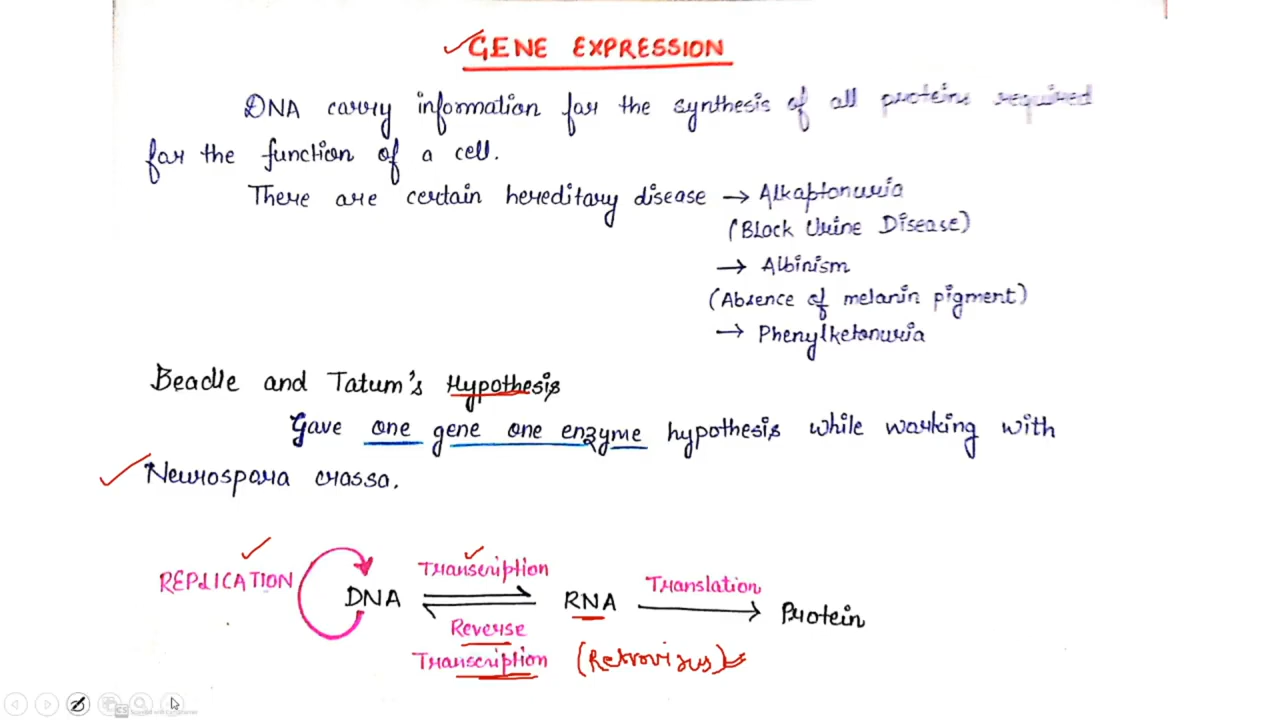 GENE EXPRESSION
DNA carry information for the synthesis of all proteins required
for the function of a cell.
There are certain hereditary disease → Alkaptonuria
(Block Urine Disease)
→ Albinism
(Absence of melanin pigment)
→ Phenylketonuria
Beadle and Tatum's Hypothesis
Gave one gene one enzyme hypothesis while working with
Neurospara crassa.
REPLICATION DNA Transcription RNA Translation Protein
Reverse
Transcription (Retrovirus)